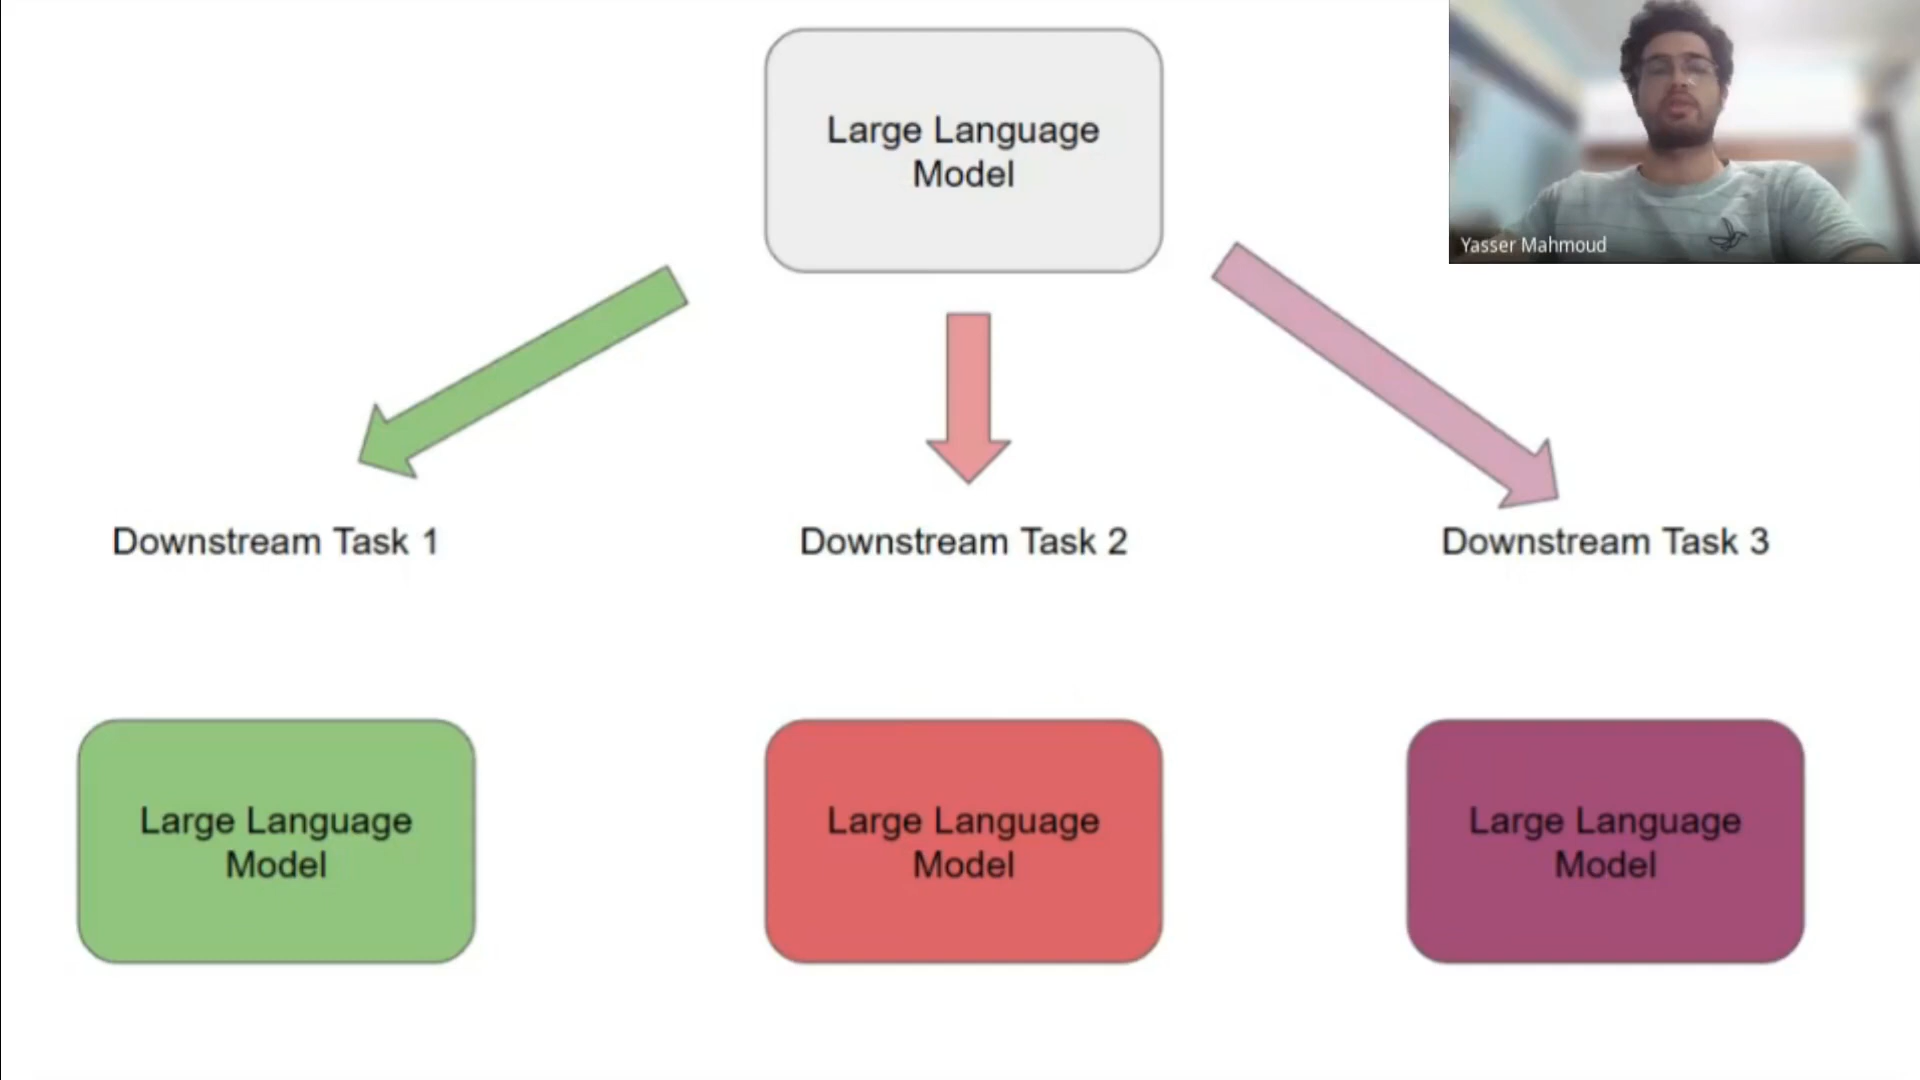 Large Language
Model
Yasser Mahmoud
Downstream Task 1
Downstream Task 2
Downstream Task 3
Large Language
Model
Large Language
Model
Large Language
Model